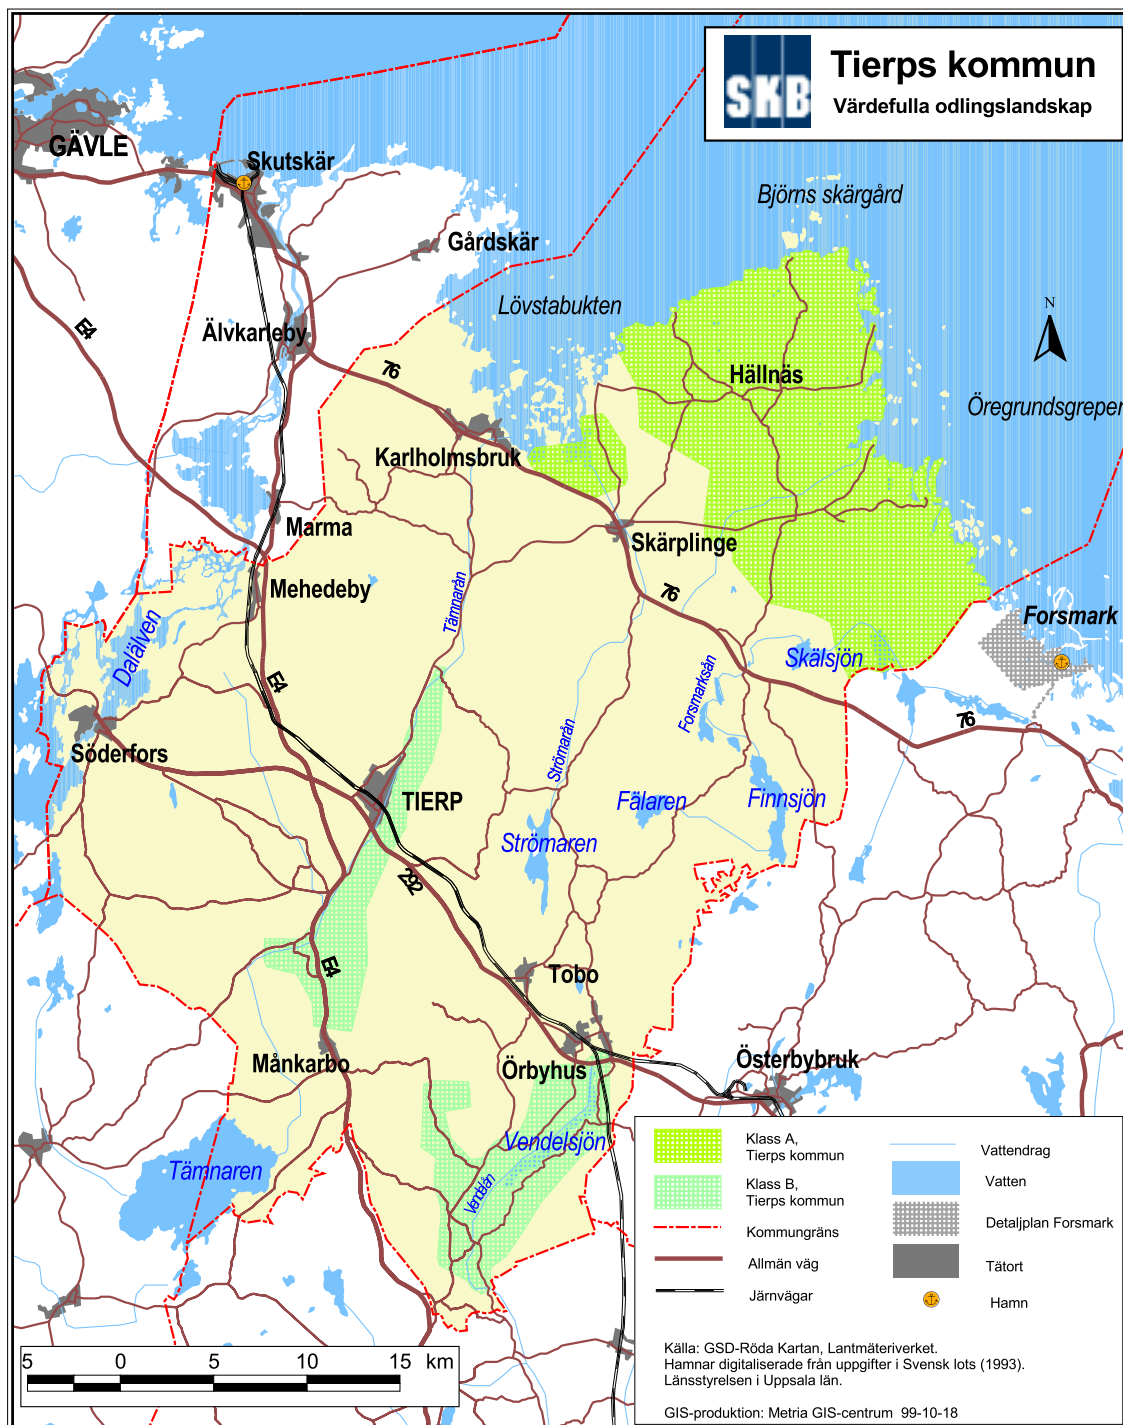 SKB
Tierps kommun
Värdefulla odlingslandskap
GÄVLE
Skutskär
Björns skärgård
Gårdskär
Lövstabukten
N
E4
Älvkarleby
76
Hällnäs
Öregrundsgrepen
Karlholmsbruk
Marma
Skärplinge
Mehedeby
76
Tämnarån
Forsmark
Dalälven
Skälsjön
E4
Forsmarksån
76
Söderfors
Strömarån
TIERP
Fälaren
Finnsjön
Strömaren
292
E4
Tobo
Månkarbo
Örbyhus
Österbybruk
Vendelsjön
Tämnaren
Vendelån
Klass A,
Tierps kommun
Klass B,
Tierps kommun
Kommungräns
Allmän väg
Järnvägar
Vattendrag
Vatten
Detaljplan Forsmark
Tätort
Hamn
Källa: GSD-Röda Kartan, Lantmäteriverket.
Hamnar digitaliserade från uppgifter i Svensk lots (1993).
Länsstyrelsen i Uppsala län.
GIS-produktion: Metria GIS-centrum 99-10-18
5 0 5 10 15 km